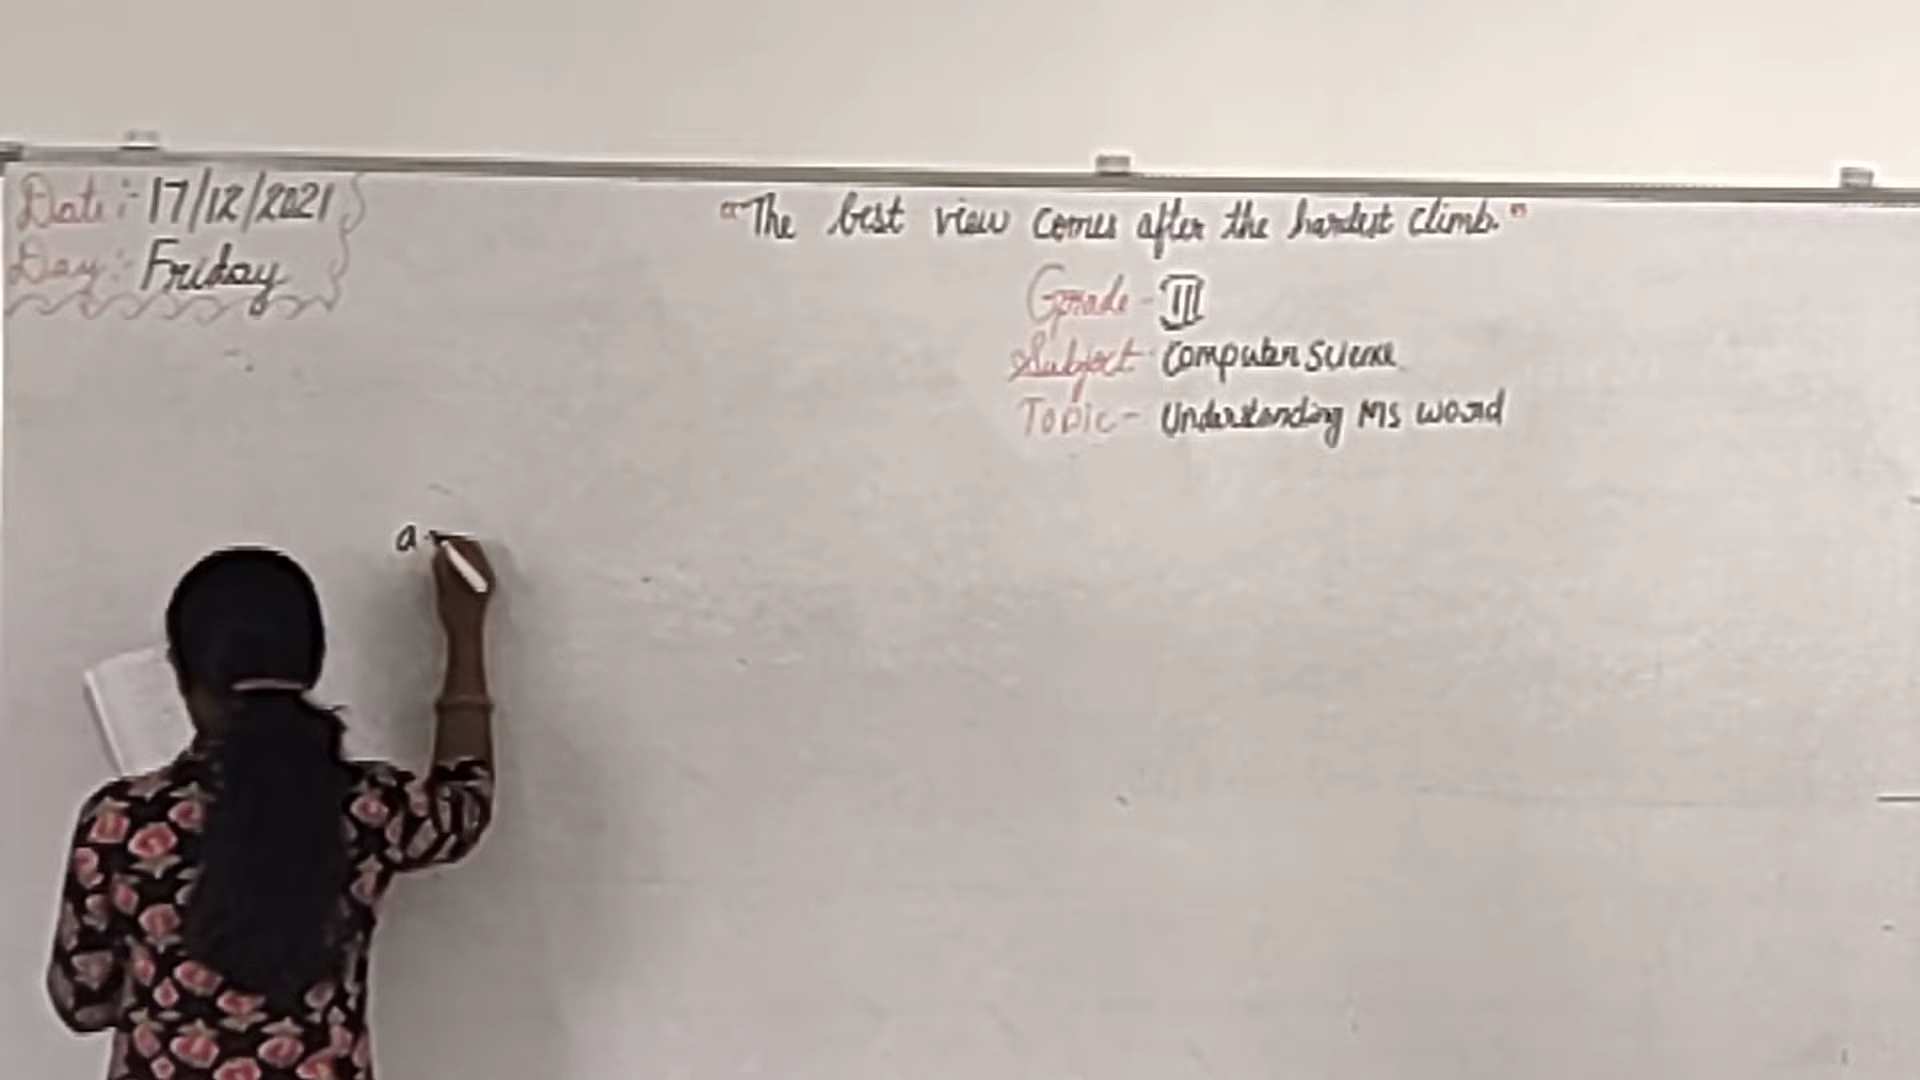 Date:- 17/12/2021
Day:- Friday
"The best view comes after the hardest climb."
Grade - III
Subject - Computer Science
Topic - Understanding MS Word
a